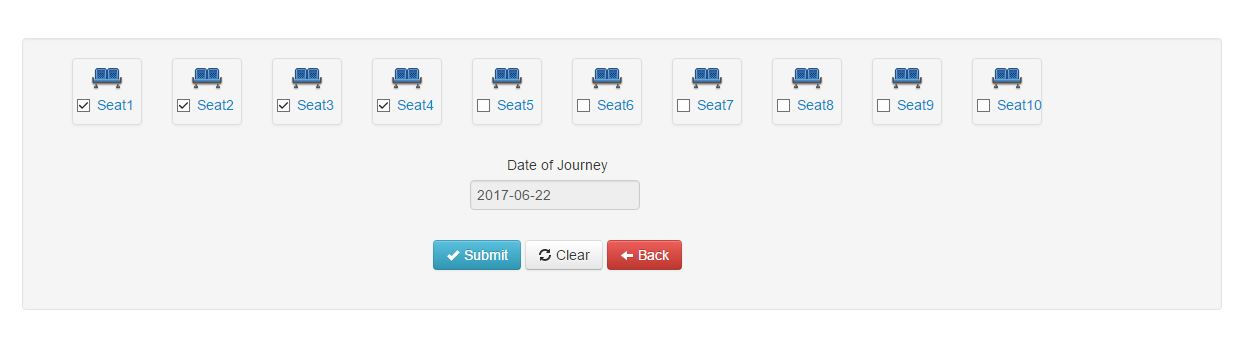 Seat1 Seat2 Seat3 Seat4 Seat5 Seat6 Seat7 Seat8 Seat9 Seat10
Date of Journey
2017-06-22
Submit Clear Back